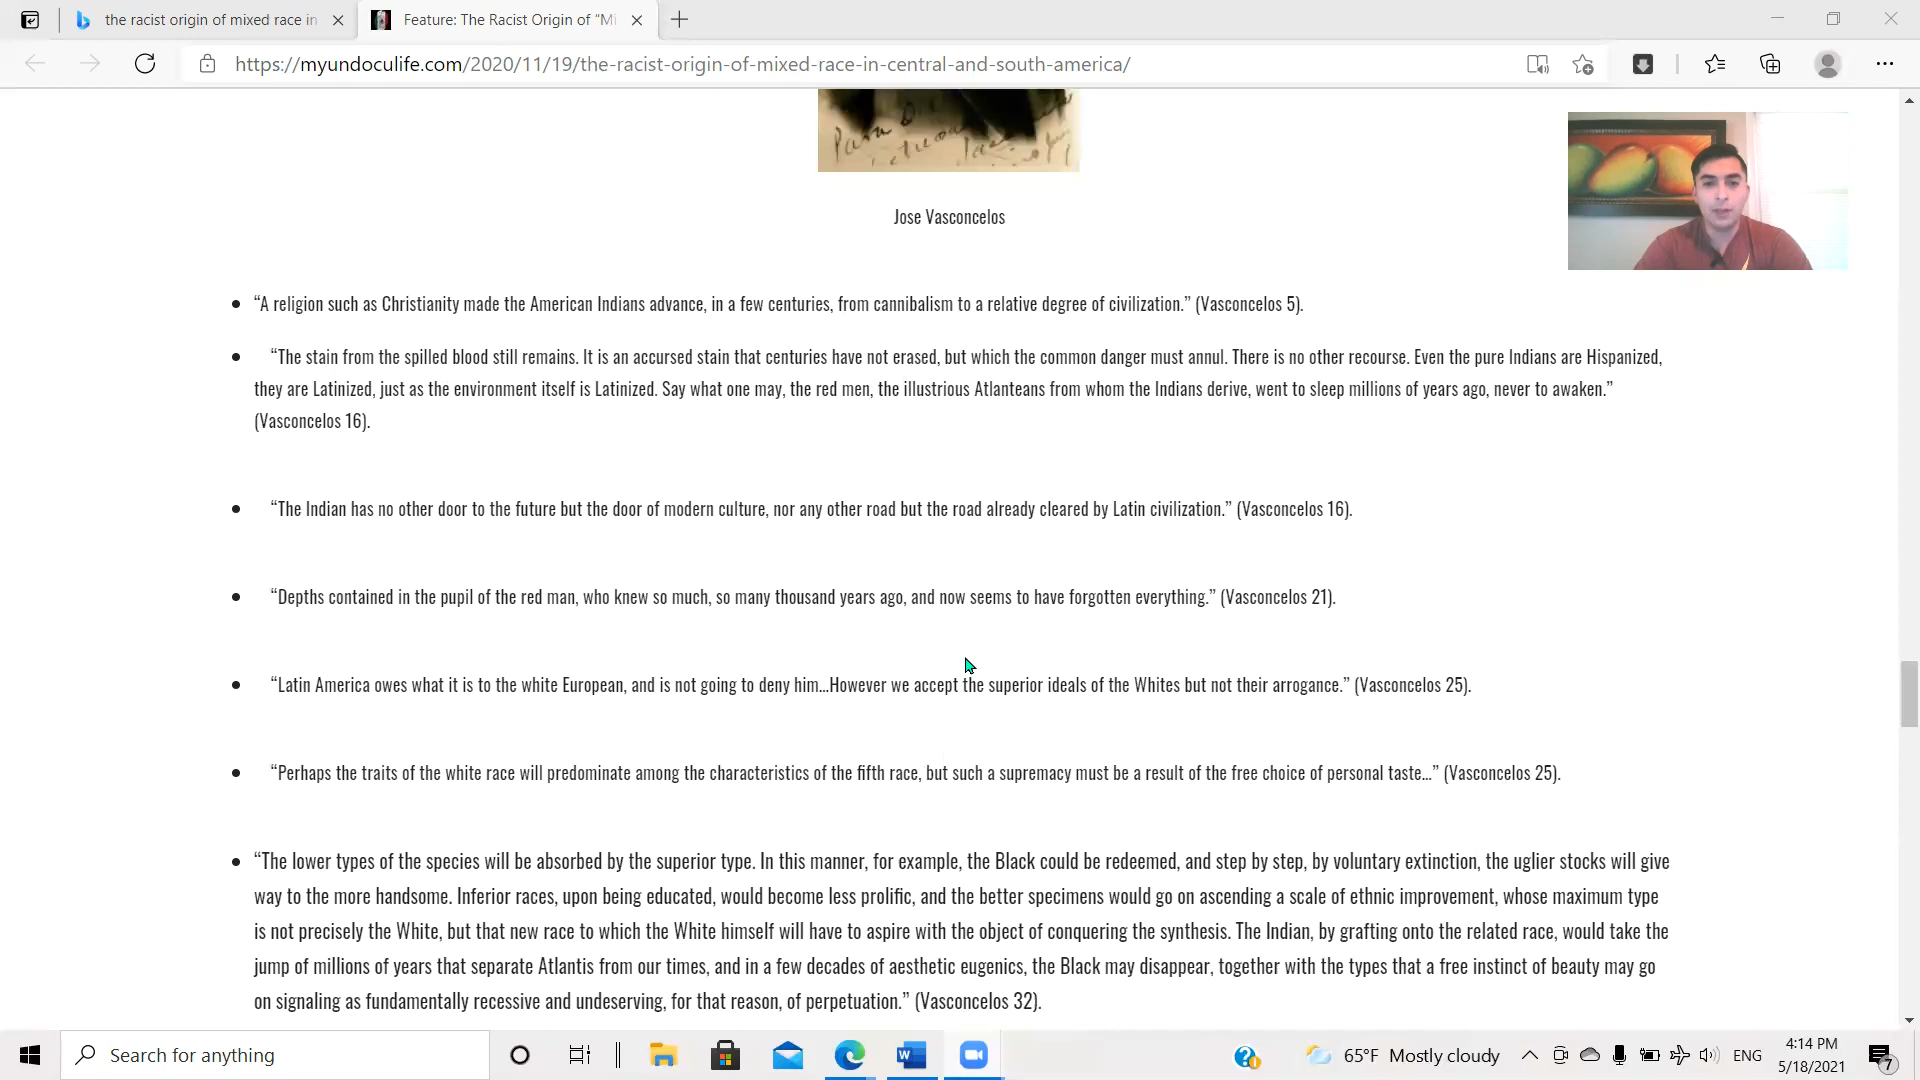 the racist origin of mixed race in
Feature: The Racist Origin of “Mi
https://myundoculife.com/2020/11/19/the-racist-origin-of-mixed-race-in-central-and-south-america/
Para
Jose Vasconcelos
“A religion such as Christianity made the American Indians advance, in a few centuries, from cannibalism to a relative degree of civilization.” (Vasconcelos 5).
“The stain from the spilled blood still remains. It is an accursed stain that centuries have not erased, but which the common danger must annul. There is no other recourse. Even the pure Indians are Hispanized,
they are Latinized, just as the environment itself is Latinized. Say what one may, the red men, the illustrious Atlanteans from whom the Indians derive, went to sleep millions of years ago, never to awaken.”
(Vasconcelos 16).
“The Indian has no other door to the future but the door of modern culture, nor any other road but the road already cleared by Latin civilization.” (Vasconcelos 16).
“Depths contained in the pupil of the red man, who knew so much, so many thousand years ago, and now seems to have forgotten everything.” (Vasconcelos 21).
“Latin America owes what it is to the white European, and is not going to deny him…However we accept the superior ideals of the Whites but not their arrogance.” (Vasconcelos 25).
“Perhaps the traits of the white race will predominate among the characteristics of the fifth race, but such a supremacy must be a result of the free choice of personal taste…” (Vasconcelos 25).
“The lower types of the species will be absorbed by the superior type. In this manner, for example, the Black could be redeemed, and step by step, by voluntary extinction, the uglier stocks will give
way to the more handsome. Inferior races, upon being educated, would become less prolific, and the better specimens would go on ascending a scale of ethnic improvement, whose maximum type
is not precisely the White, but that new race to which the White himself will have to aspire with the object of conquering the synthesis. The Indian, by grafting onto the related race, would take the
jump of millions of years that separate Atlantis from our times, and in a few decades of aesthetic eugenics, the Black may disappear, together with the types that a free instinct of beauty may go
on signaling as fundamentally recessive and undeserving, for that reason, of perpetuation.” (Vasconcelos 32).
Search for anything
65°F Mostly cloudy
ENG
4:14 PM
5/18/2021
7